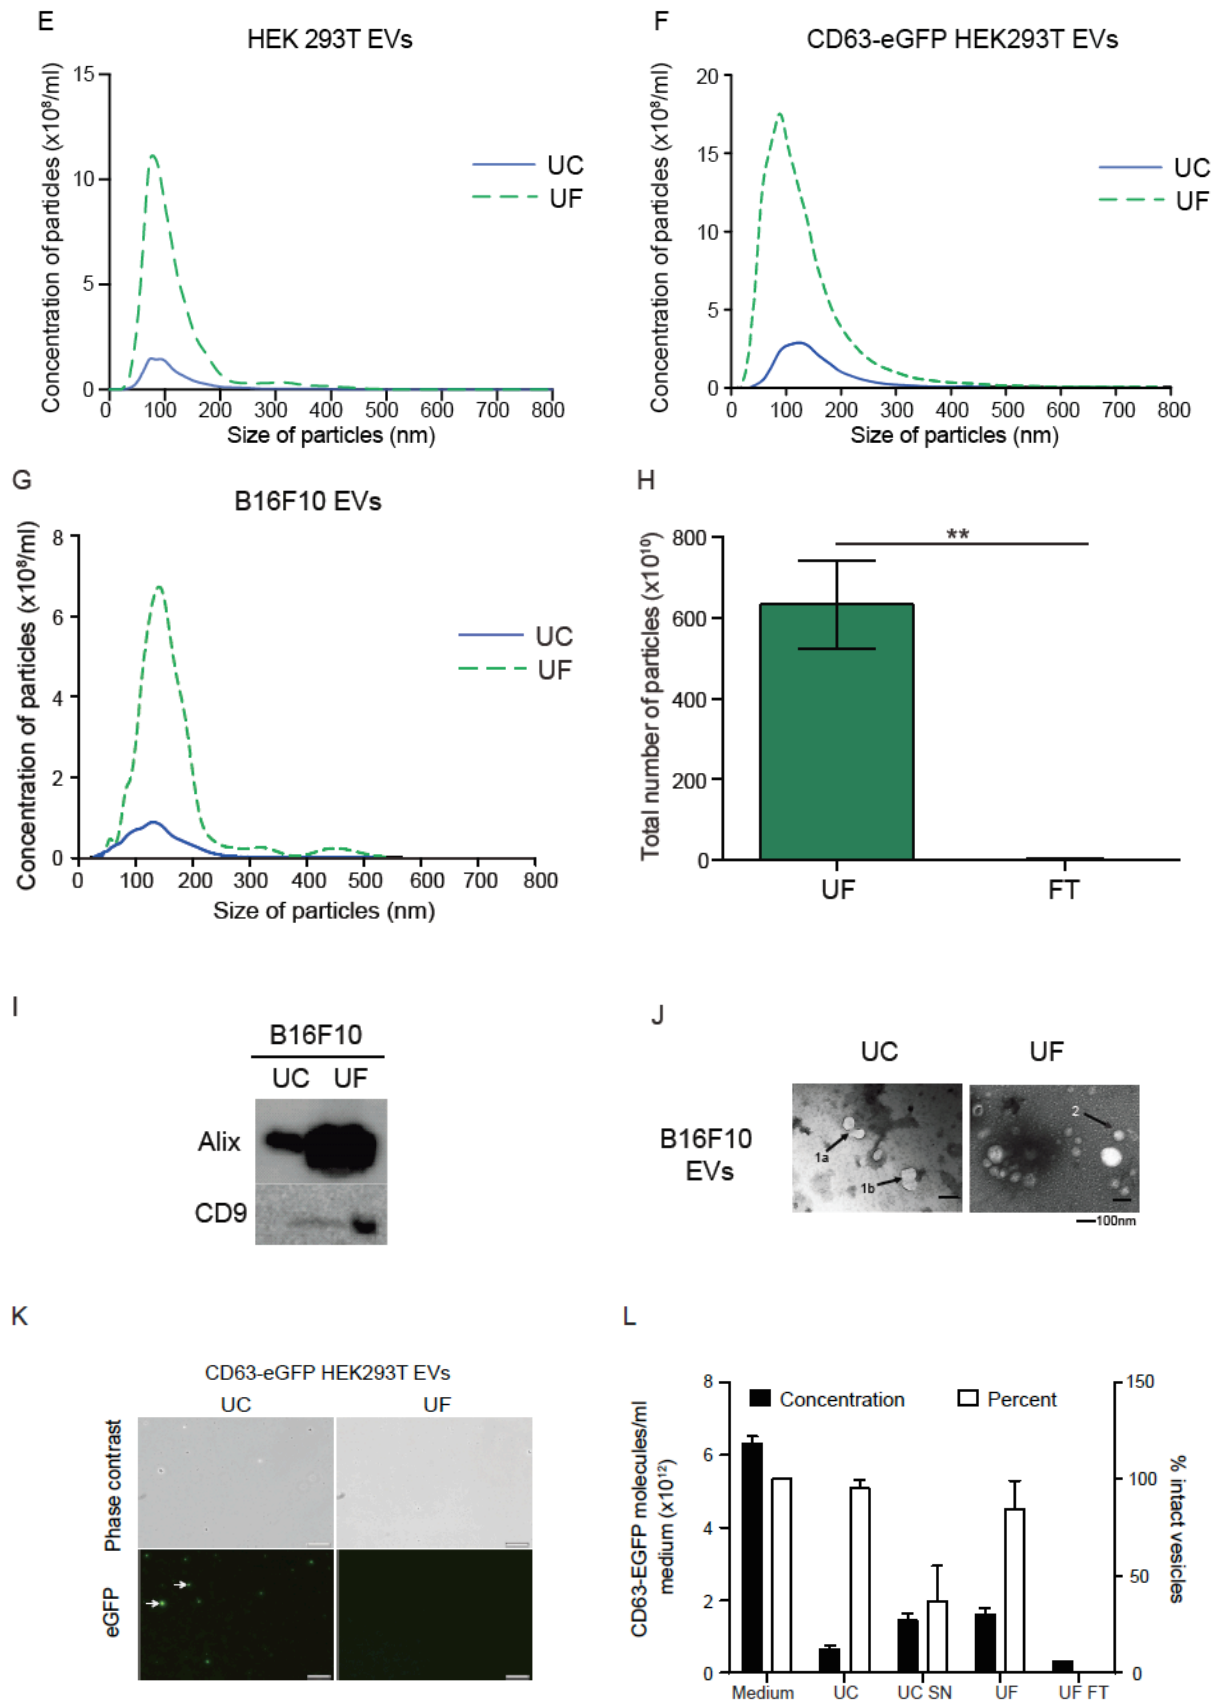 E
HEK 293T EVs
Concentration of particles (x10⁸/ml)
15
10
5
0
0 100 200 300 400 500 600 700 800
Size of particles (nm)
UC
UF
F
CD63-eGFP HEK293T EVs
Concentration of particles (x10⁸/ml)
20
15
10
5
0
0 100 200 300 400 500 600 700 800
Size of particles (nm)
UC
UF
G
B16F10 EVs
Concentration of particles (x10⁸/ml)
8
6
4
2
0
0 100 200 300 400 500 600 700 800
Size of particles (nm)
UC
UF
H
Total number of particles (x10¹⁰)
800
600
400
200
0
**
UF FT
I
B16F10
UC UF
Alix
CD9
J
UC UF
B16F10
EVs
1a
1b
2
100nm
K
CD63-eGFP HEK293T EVs
UC UF
Phase contrast
eGFP
L
CD63-EGFP molecules/ml
medium (x10¹²)
8
6
4
2
0
Concentration Percent
150
100
50
0
% intact vesicles
Medium UC UC SN UF UF FT